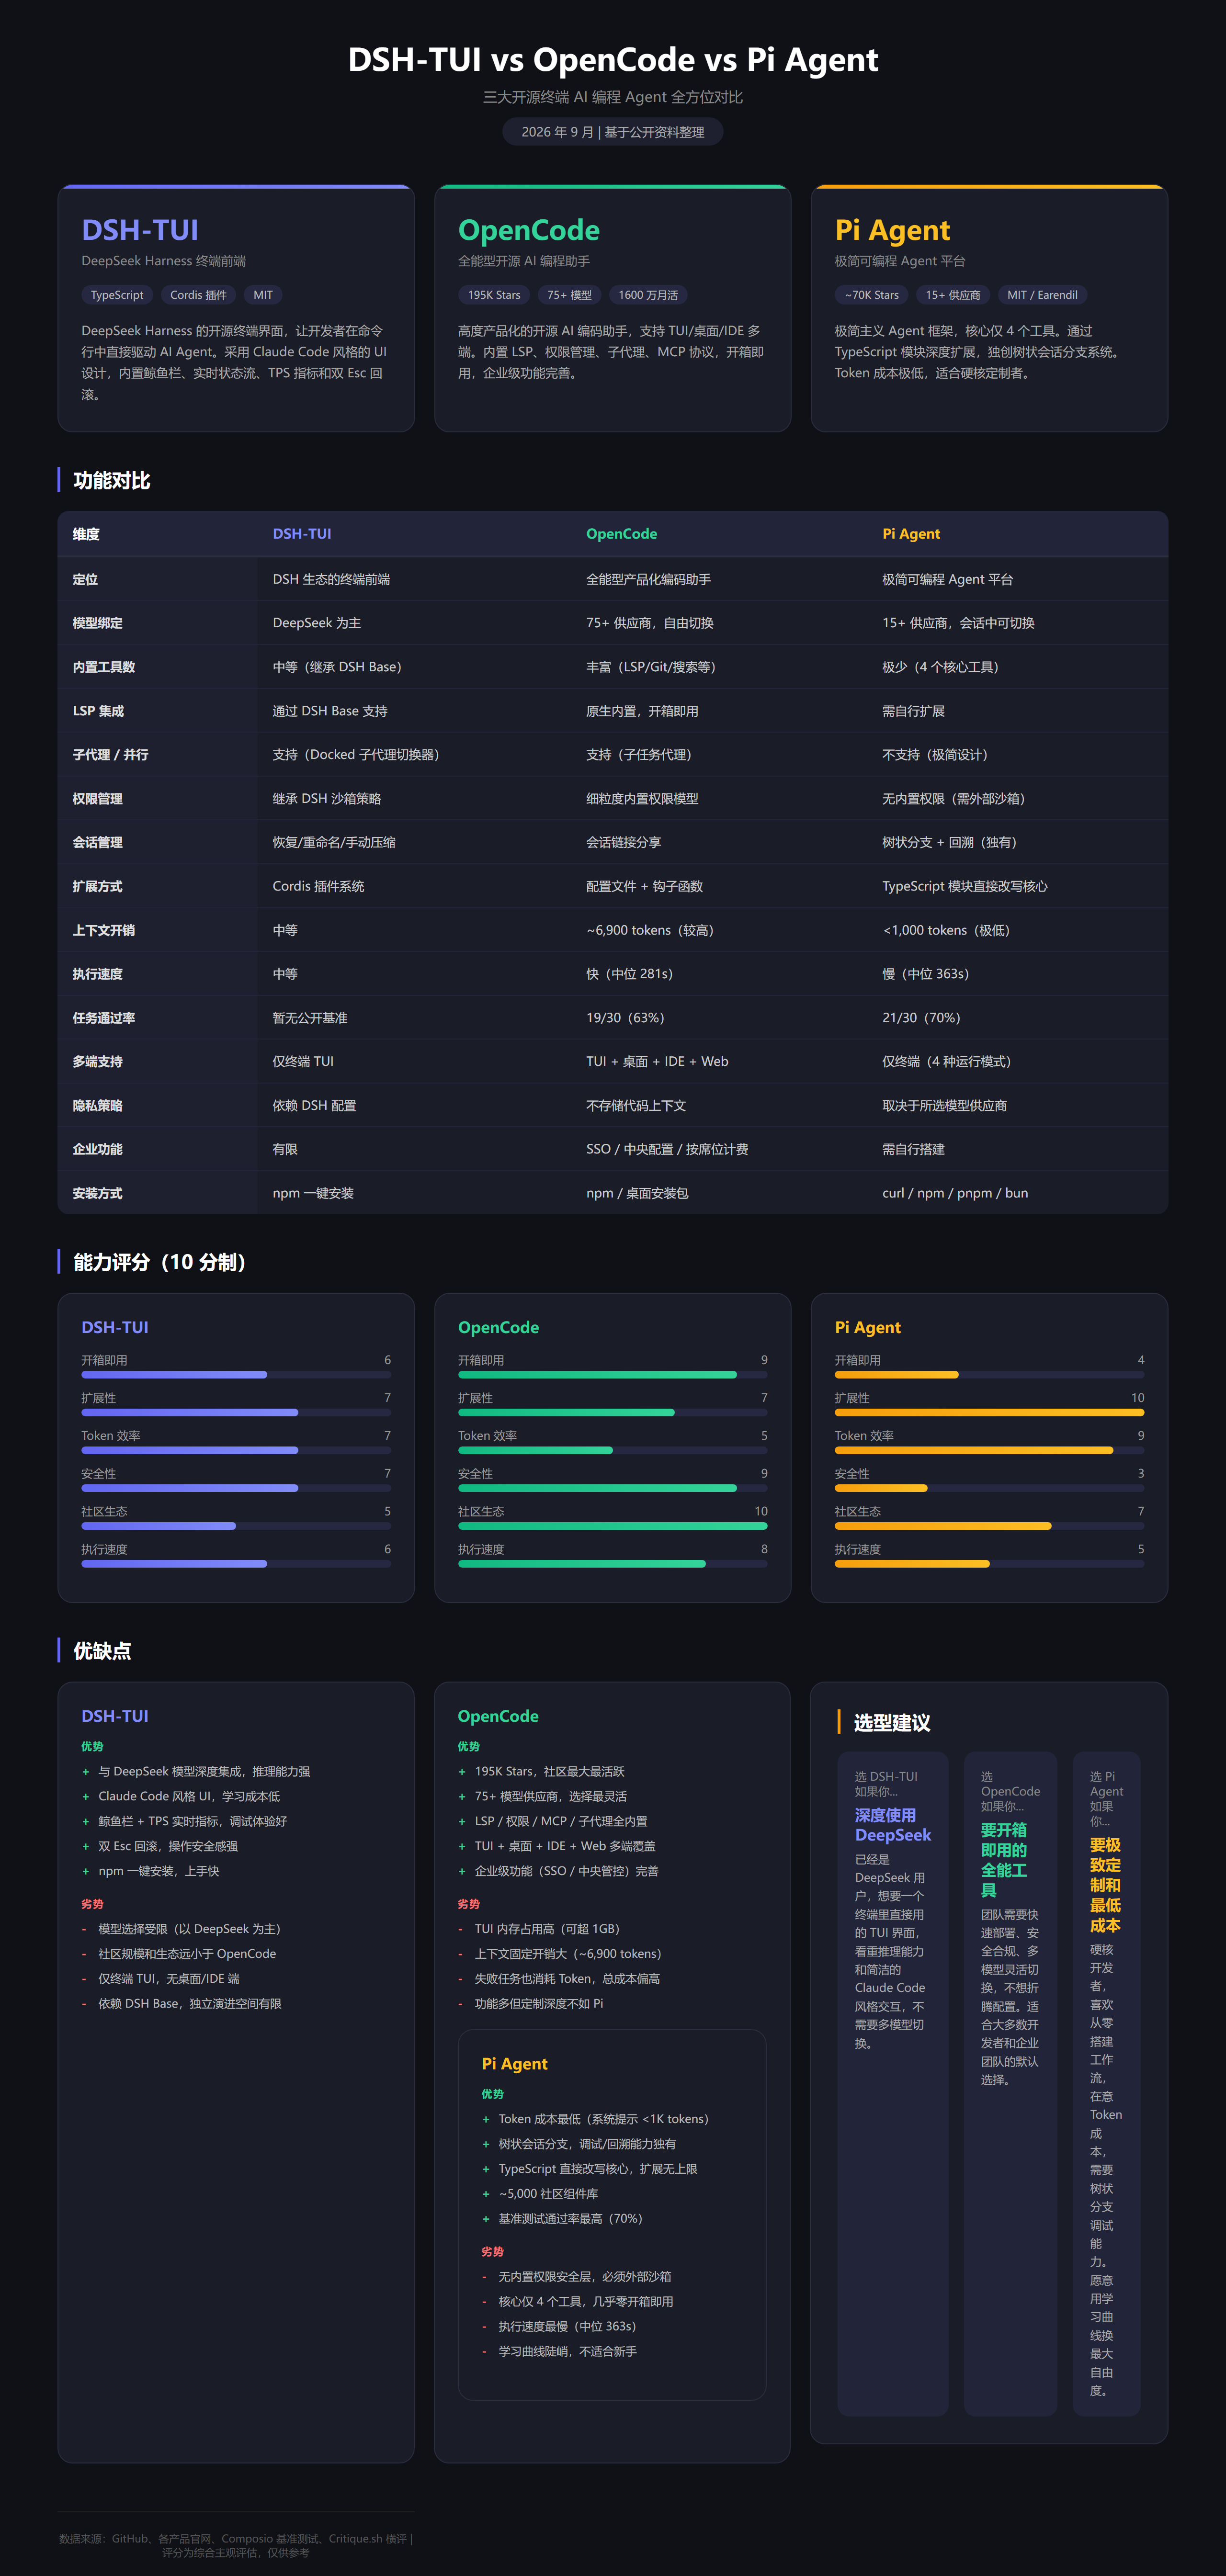 DSH-TUI vs OpenCode vs Pi Agent
三大开源终端 AI 编程 Agent 全方位对比
2026 年 9 月 | 基于公开资料整理
DSH-TUI
DeepSeek Harness 终端前端
TypeScript
Cordis 插件
MIT
DeepSeek Harness 的开源终端界面，让开发者在命令
行中直接驱动 AI Agent。采用 Claude Code 风格的 UI
设计，内置鲸鱼栏、实时状态流、TPS 指标和双 Esc 回
滚。
OpenCode
全能型开源 AI 编程助手
195K Stars
75+ 模型
1600 万月活
高度产品化的开源 AI 编码助手，支持 TUI/桌面/IDE 多
端。内置 LSP、权限管理、子代理、MCP 协议，开箱即
用，企业级功能完善。
Pi Agent
极简可编程 Agent 平台
~70K Stars
15+ 供应商
MIT / Earendil
极简主义 Agent 框架，核心仅 4 个工具。通过
TypeScript 模块深度扩展，独创树状会话分支系统。
Token 成本极低，适合硬核定制者。
功能对比
维度 DSH-TUI OpenCode Pi Agent
定位 DSH 生态的终端前端 全能型产品化编码助手 极简可编程 Agent 平台
模型绑定 DeepSeek 为主 75+ 供应商，自由切换 15+ 供应商，会话中可切换
内置工具数 中等（继承 DSH Base） 丰富（LSP/Git/搜索等） 极少（4 个核心工具）
LSP 集成 通过 DSH Base 支持 原生内置，开箱即用 需自行扩展
子代理 / 并行 支持（Docked 子代理切换器） 支持（子任务代理） 不支持（极简设计）
权限管理 继承 DSH 沙箱策略 细粒度内置权限模型 无内置权限（需外部沙箱）
会话管理 恢复/重命名/手动压缩 会话链接分享 树状分支 + 回溯（独有）
扩展方式 Cordis 插件系统 配置文件 + 钩子函数 TypeScript 模块直接改写核心
上下文开销 中等 ~6,900 tokens（较高） <1,000 tokens（极低）
执行速度 中等 快（中位 281s） 慢（中位 363s）
任务通过率 暂无公开基准 19/30（63%） 21/30（70%）
多端支持 仅终端 TUI TUI + 桌面 + IDE + Web 仅终端（4 种运行模式）
隐私策略 依赖 DSH 配置 不存储代码上下文 取决于所选模型供应商
企业功能 有限 SSO / 中央配置 / 按席位计费 需自行搭建
安装方式 npm 一键安装 npm / 桌面安装包 curl / npm / pnpm / bun
能力评分（10 分制）
DSH-TUI
开箱即用 6
扩展性 7
Token 效率 7
安全性 7
社区生态 5
执行速度 6
OpenCode
开箱即用 9
扩展性 7
Token 效率 5
安全性 9
社区生态 10
执行速度 8
Pi Agent
开箱即用 4
扩展性 10
Token 效率 9
安全性 3
社区生态 7
执行速度 5
优缺点
DSH-TUI
优势
+ 与 DeepSeek 模型深度集成，推理能力强
+ Claude Code 风格 UI，学习成本低
+ 鲸鱼栏 + TPS 实时指标，调试体验好
+ 双 Esc 回滚，操作安全感强
+ npm 一键安装，上手快
劣势
- 模型选择受限（以 DeepSeek 为主）
- 社区规模和生态远小于 OpenCode
- 仅终端 TUI，无桌面/IDE 端
- 依赖 DSH Base，独立演进空间有限
OpenCode
优势
+ 195K Stars，社区最大最活跃
+ 75+ 模型供应商，选择最灵活
+ LSP / 权限 / MCP / 子代理全内置
+ TUI + 桌面 + IDE + Web 多端覆盖
+ 企业级功能（SSO / 中央管控）完善
劣势
- TUI 内存占用高（可超 1GB）
- 上下文固定开销大（~6,900 tokens）
- 失败任务也消耗 Token，总成本偏高
- 功能多但定制深度不如 Pi
Pi Agent
优势
+ Token 成本最低（系统提示 <1K tokens）
+ 树状会话分支，调试/回溯能力独有
+ TypeScript 直接改写核心，扩展无上限
+ ~5,000 社区组件库
+ 基准测试通过率最高（70%）
劣势
- 无内置权限安全层，必须外部沙箱
- 核心仅 4 个工具，几乎零开箱即用
- 执行速度最慢（中位 363s）
- 学习曲线陡峭，不适合新手
选型建议
选 DSH-TUI
如果你...
深度使用
DeepSeek
已经是
DeepSeek 用
户，想要一个
终端里直接用
的 TUI 界面，
看重推理能力
和简洁的
Claude Code
风格交互，不
需要多模型切
换。
选
OpenCode
如果你...
要开箱
即用的
全能工
具
团队需要快
速部署、安
全合规、多
模型灵活切
换，不想折
腾配置。适
合大多数开
发者和企业
团队的默认
选择。
选 Pi
Agent
如果
你...
要极
致定
制和
最低
成本
硬核
开发
者，
喜欢
从零
搭建
工作
流，
在意
Token
成
本，
需要
树状
分支
调试
能
力。
愿意
用学
习曲
线换
最大
自由
度。
数据来源：GitHub、各产品官网、Composio 基准测试、Critique.sh 横评 |
评分为综合主观评估，仅供参考